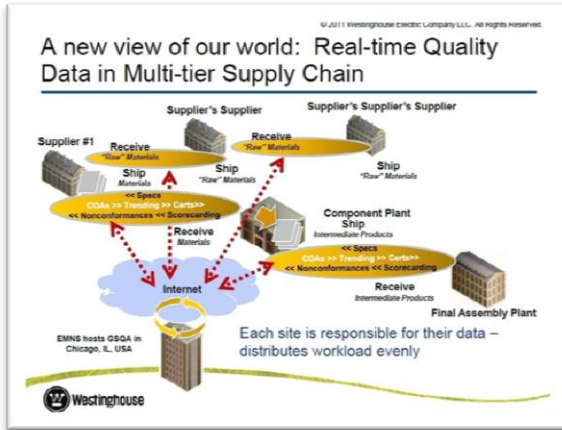 © 2011 Westinghouse Electric Company LLC. All Rights Reserved.
A new view of our world: Real-time Quality
Data in Multi-tier Supply Chain
Supplier's Supplier
Supplier's Supplier's Supplier
Supplier #1
Receive
"Raw" Materials
Receive
"Raw" Materials
Ship
Materials
Ship
"Raw" Materials
Ship
"Raw" Materials
<< Specs
COAs >> Trending >> Certs>>
<< Nonconformances << Scorecarding
Component Plant
Ship
Intermediate Products
Receive
Materials
<< Specs
COAs >> Trending >> Certs>>
<< Nonconformances << Scorecarding
Internet
Receive
Intermediate Products
Final Assembly Plant
EMNS hosts GSQA in
Chicago, IL, USA
Each site is responsible for their data –
distributes workload evenly
W
Westinghouse